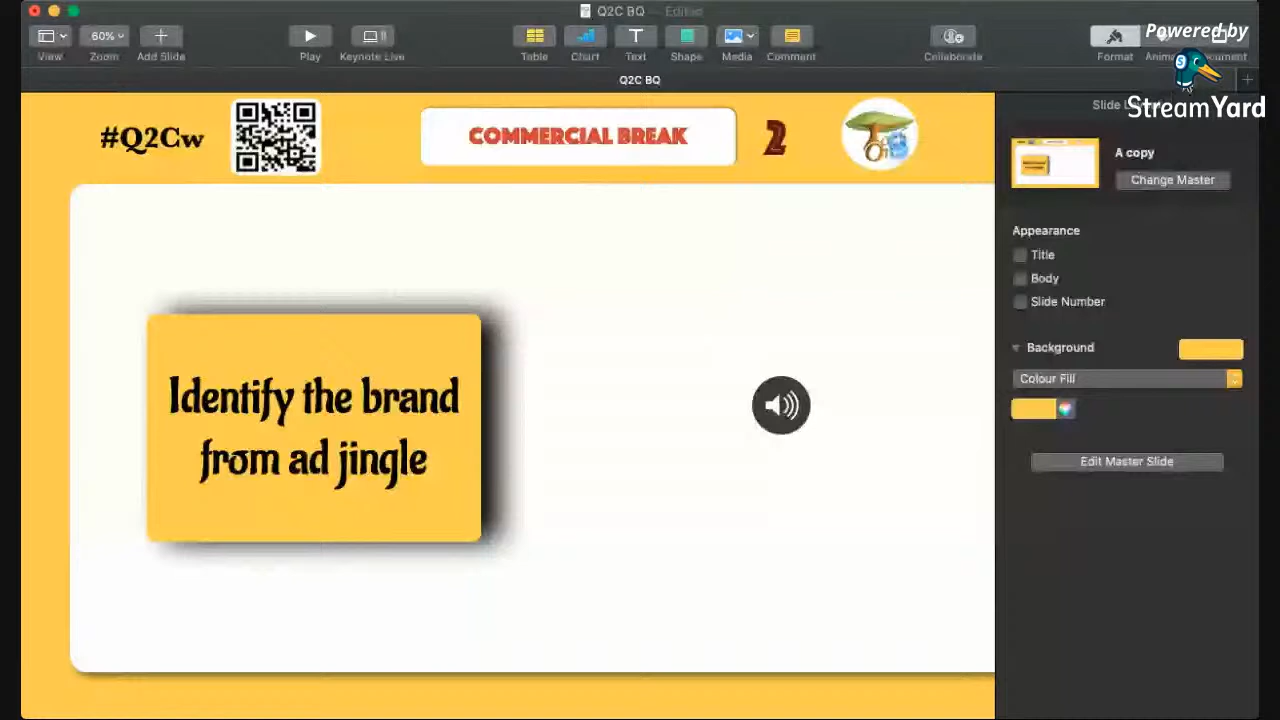 Q2C BQ — Edited
Powered by
StreamYard
View
60%
Zoom
Add Slide
Play
Keynote Live
Table
Chart
Text
Shape
Media
Comment
Collaborate
Format
Q2C BQ
#Q2Cw
COMMERCIAL BREAK
2
A copy
Change Master
Appearance
Title
Body
Slide Number
Background
Colour Fill
Edit Master Slide
Identify the brand
from ad jingle